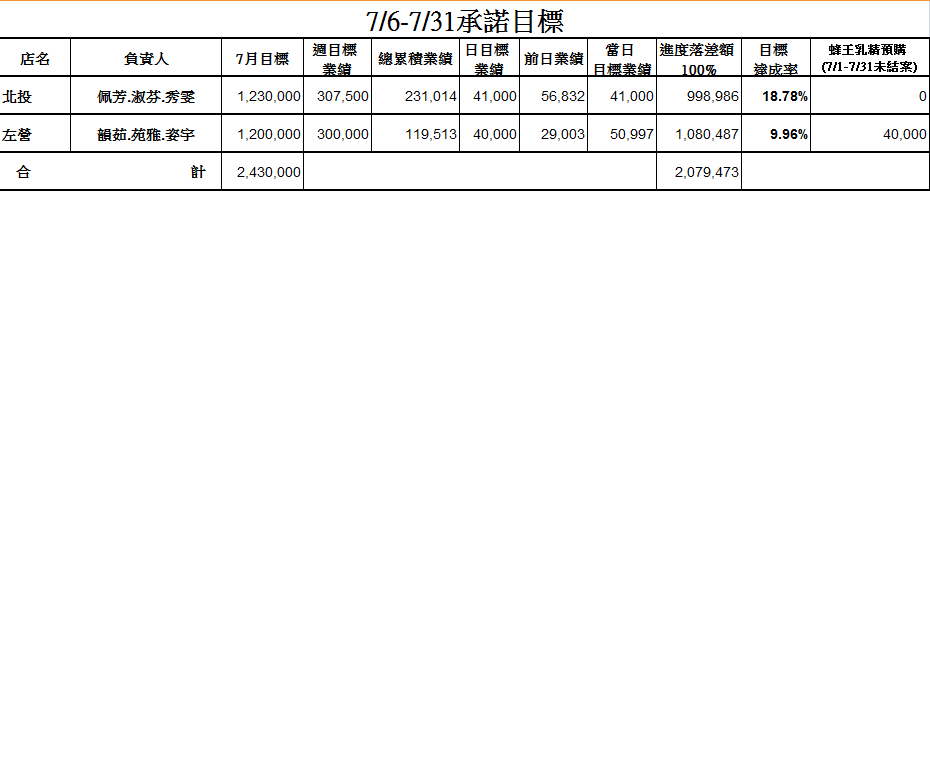 7/6-7/31承諾目標
店名 負責人 7月目標 週目標業績 總累積業績 日目標業績 前日業績 當日目標業績 進度落差額100% 目標達成率 蜂王乳精預購(7/1-7/31未結案)
北投 佩芳.淑芬.秀雯 1,230,000 307,500 231,014 41,000 56,832 41,000 998,986 18.78% 0
左營 韻茹.苑雅.姿宇 1,200,000 300,000 119,513 40,000 29,003 50,997 1,080,487 9.96% 40,000
合 計 2,430,000 2,079,473